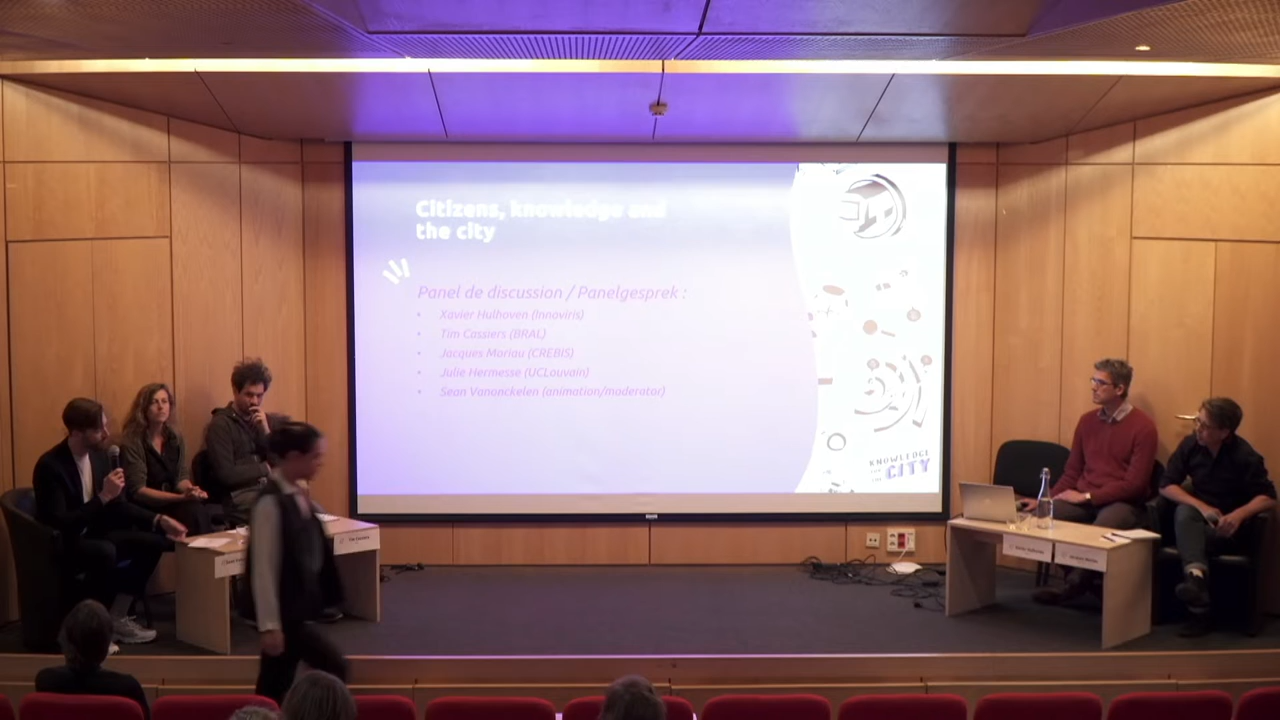 Citizens, knowledge and
the city
Panel de discussion / Panelgesprek :
• Xavier Hulhoven (Innoviris)
• Tim Cassiers (BRAL)
• Jacques Moriau (CREBIS)
• Julie Hermesse (UCLouvain)
• Sean Vanonckelen (animation/moderator)
KNOWLEDGE
CITY